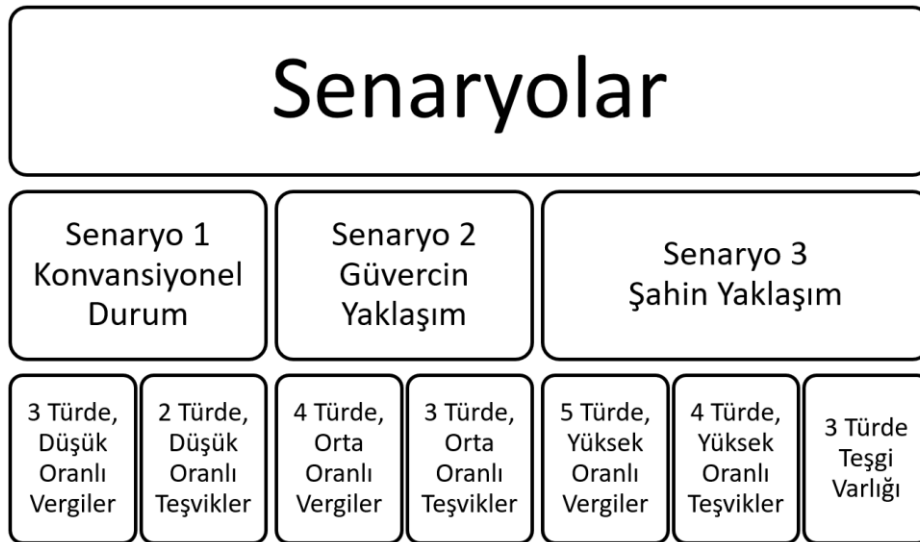 Senaryolar
Senaryo 1
Konvansiyonel
Durum
Senaryo 2
Güvercin
Yaklaşım
Senaryo 3
Şahin Yaklaşım
3 Türde,
Düşük
Oranlı
Vergiler
2 Türde,
Düşük
Oranlı
Teşvikler
4 Türde,
Orta
Oranlı
Vergiler
3 Türde,
Orta
Oranlı
Teşvikler
5 Türde,
Yüksek
Oranlı
Vergiler
4 Türde,
Yüksek
Oranlı
Teşvikler
3 Türde
Teşgi
Varlığı